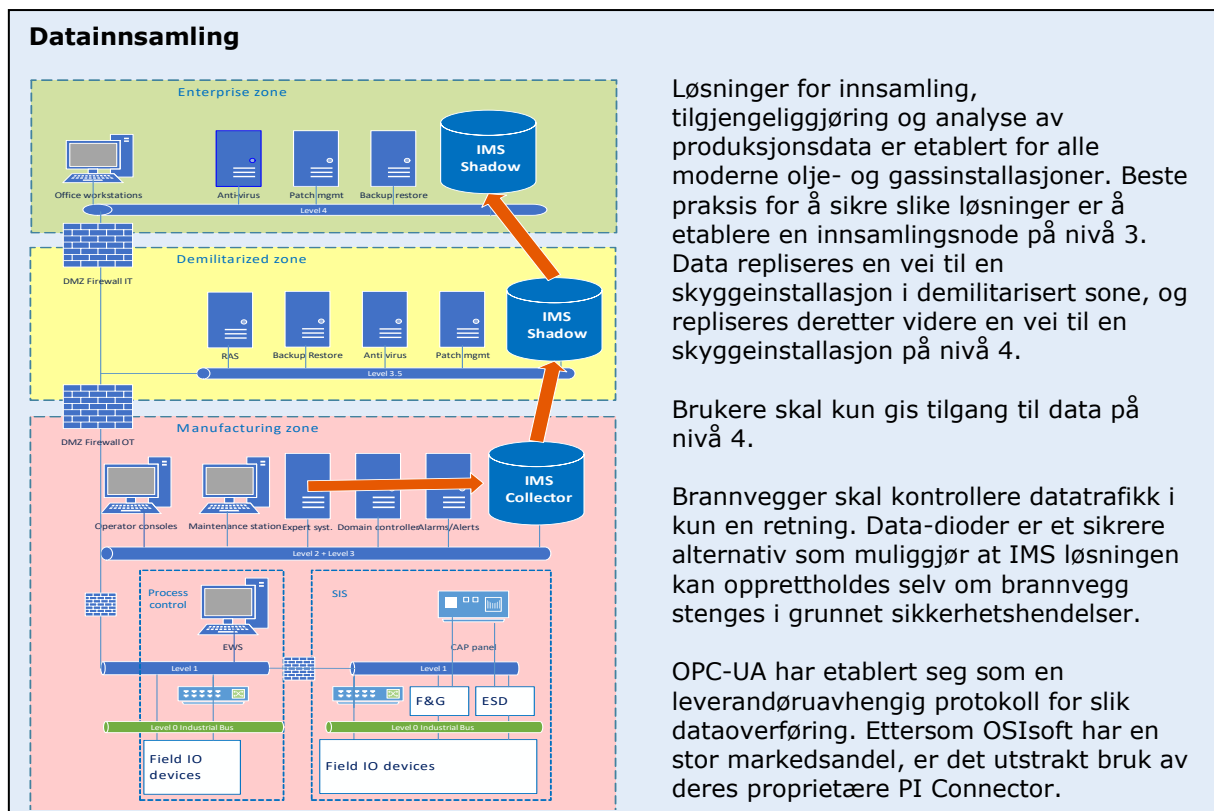 Datainnsamling
Enterprise zone
IMS
Shadow
Office workstations
Anti-virus
Patch mgmt
Backup restore
Level 4
DMZ Firewall IT
Demilitarized zone
IMS
Shadow
RAS
Backup Restore
Anti virus
Patch mgmt
Level 3.5
DMZ Firewall OT
Manufacturing zone
IMS
Collector
Operator consoles
Maintenance station
Expert syst.
Domain controller
Alarms/Alerts
Level 2 + Level 3
Process
control
SIS
EWS
CAP panel
Level 1
Level 1
F&G
ESD
Level 0 Industrial Bus
Level 0 Industrial Bus
Field IO
devices
Field IO devices
Løsninger for innsamling,
tilgjengeliggjøring og analyse av
produksjonsdata er etablert for alle
moderne olje- og gassinstallasjoner. Beste
praksis for å sikre slike løsninger er å
etablere en innsamlingsnode på nivå 3.
Data repliseres en vei til en
skyggeinstallasjon i demilitarisert sone, og
repliseres deretter videre en vei til en
skyggeinstallasjon på nivå 4.
Brukere skal kun gis tilgang til data på
nivå 4.
Brannvegger skal kontrollere datatrafikk i
kun en retning. Data-dioder er et sikrere
alternativ som muliggjør at IMS løsningen
kan opprettholdes selv om brannvegg
stenges i grunnet sikkerhetshendelser.
OPC-UA har etablert seg som en
leverandøruavhengig protokoll for slik
dataoverføring. Ettersom OSIsoft har en
stor markedsandel, er det utstrakt bruk av
deres proprietære PI Connector.